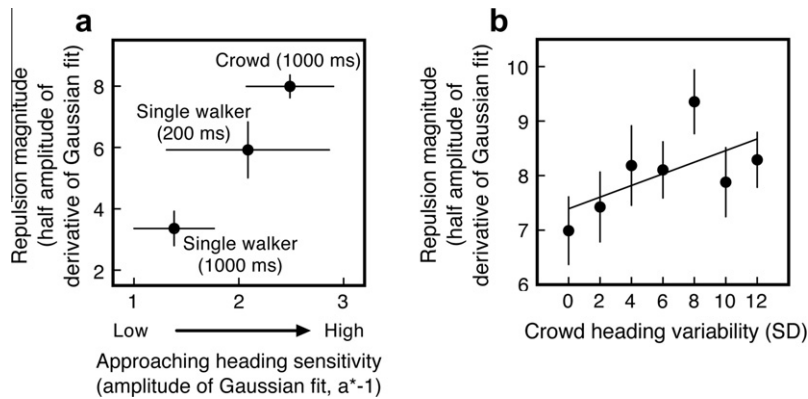 a
Repulsion magnitude
(half amplitude of
derivative of Gaussian fit)
8
6
4
2
Crowd (1000 ms)
Single walker
(200 ms)
Single walker
(1000 ms)
1
2
3
Low
High
Approaching heading sensitivity
(amplitude of Gaussian fit, a*-1)
b
Repulsion magnitude
(half amplitude of
derivative of Gaussian fit)
10
9
8
7
6
0 2 4 6 8 10 12
Crowd heading variability (SD)